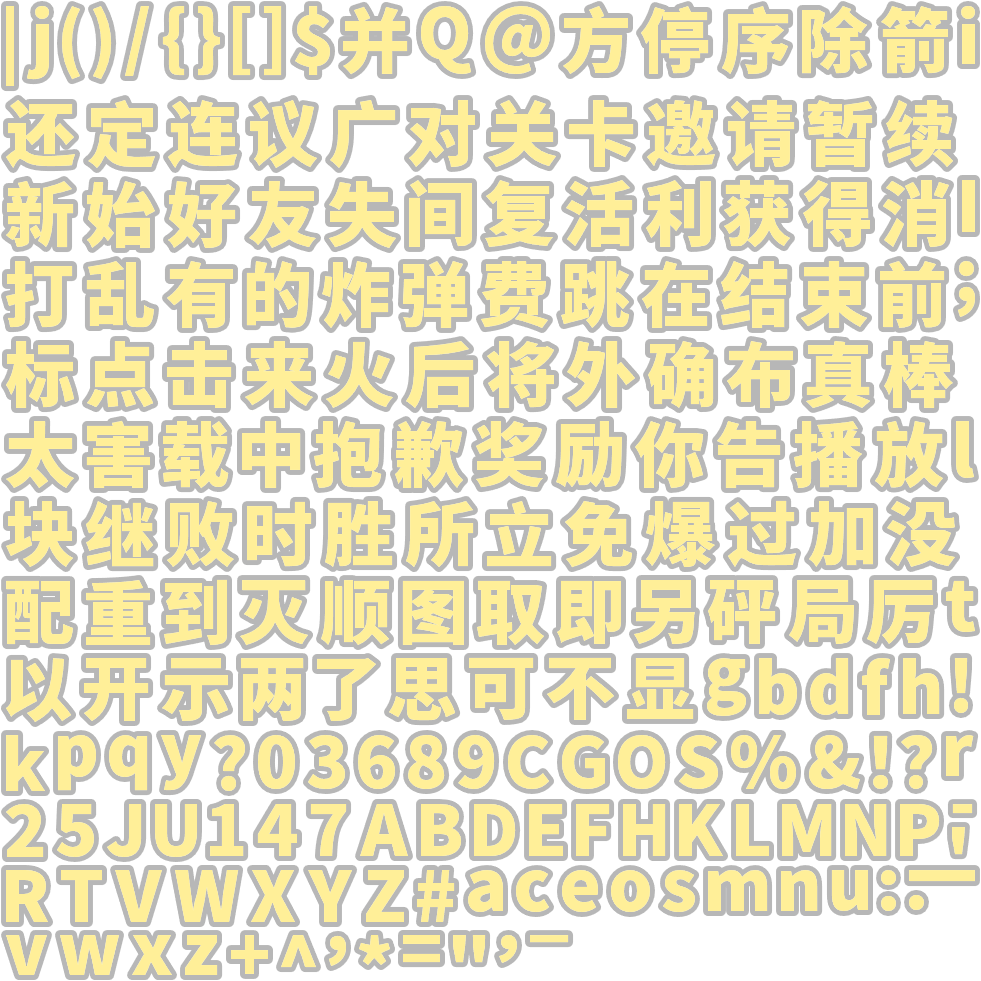 |j()/{}[]$并Q@方停序除箭i
还定连议广对关卡邀请暂续
新始好友失间复活利获得消I
打乱有的炸弹费跳在结束前;
标点击来火后将外确布真棒
太害载中抱歉奖励你告播放l
块继败时胜所立免爆过加没
配重到灭顺图取即另砰局厉t
以开示两了思可不显gbdfh!
kpqy?03689CGOS%&!?r
25JU147ABDEFHKLMNPi
RTVWXYZ#aceosmnu:.一
vwxz+^,*="’-